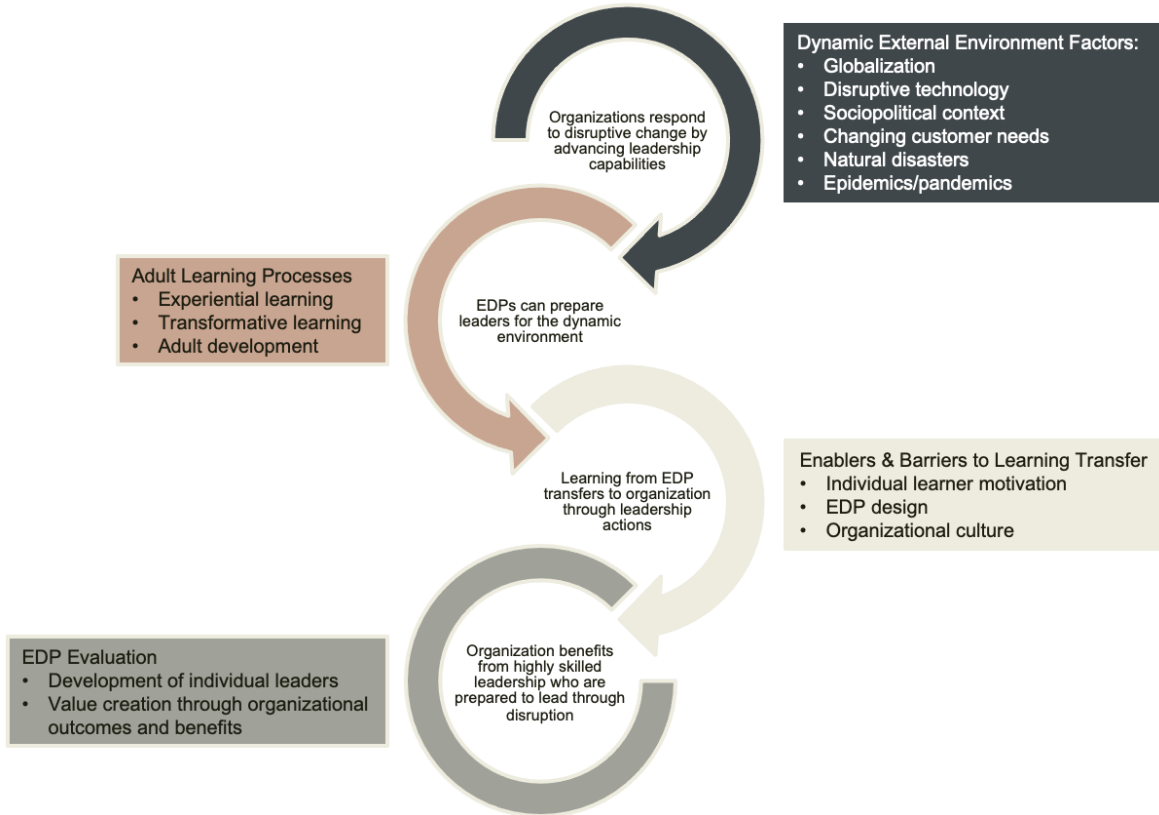 Dynamic External Environment Factors:
• Globalization
• Disruptive technology
• Sociopolitical context
• Changing customer needs
• Natural disasters
• Epidemics/pandemics
Organizations respond
to disruptive change by
advancing leadership
capabilities
Adult Learning Processes
• Experiential learning
• Transformative learning
• Adult development
EDPs can prepare
leaders for the dynamic
environment
Enablers & Barriers to Learning Transfer
• Individual learner motivation
• EDP design
• Organizational culture
Learning from EDP
transfers to organization
through leadership
actions
EDP Evaluation
• Development of individual leaders
• Value creation through organizational
outcomes and benefits
Organization benefits
from highly skilled
leadership who are
prepared to lead through
disruption